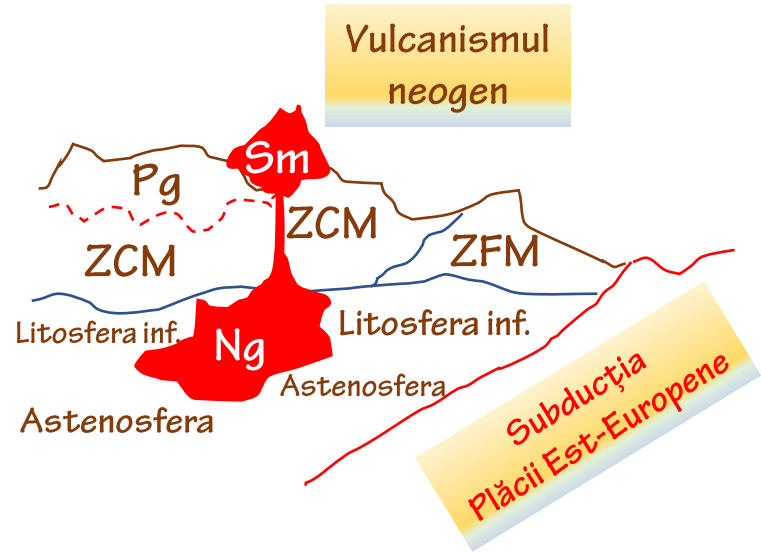 Vulcanismul
neogen
Sm
Pg
ZCM
ZCM
ZFM
Litosfera inf.
Litosfera inf.
Ng
Astenosfera
Astenosfera
Subducția
Plăcii Est-Europene